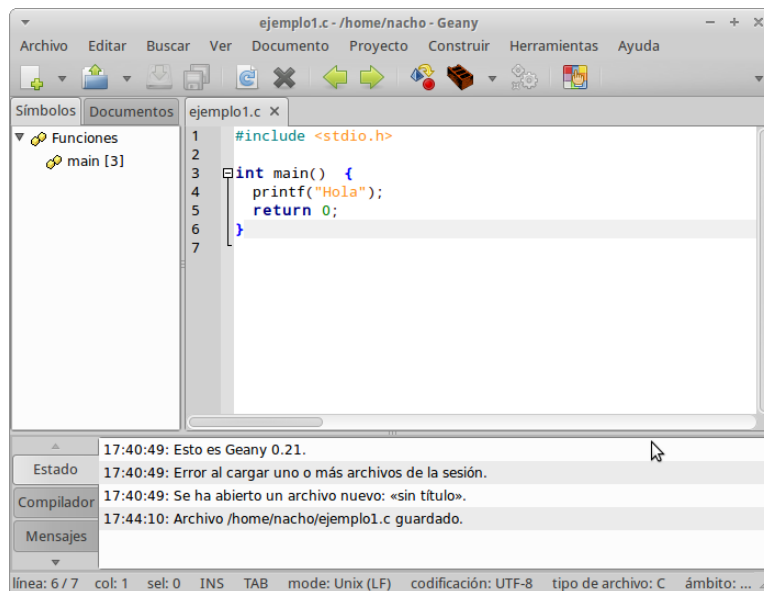 ejemplo1.c - /home/nacho - Geany
Archivo Editar Buscar Ver Documento Proyecto Construir Herramientas Ayuda
Símbolos Documentos ejemplo1.c
Funciones
main [3]
1 #include <stdio.h>
2
3 int main() {
4 printf("Hola");
5 return 0;
6 }
7
Estado
Compilador
Mensajes
17:40:49: Esto es Geany 0.21.
17:40:49: Error al cargar uno o más archivos de la sesión.
17:40:49: Se ha abierto un archivo nuevo: «sin título».
17:44:10: Archivo /home/nacho/ejemplo1.c guardado.
línea: 6 / 7 col: 1 sel: 0 INS TAB mode: Unix (LF) codificación: UTF-8 tipo de archivo: C ámbito: ...